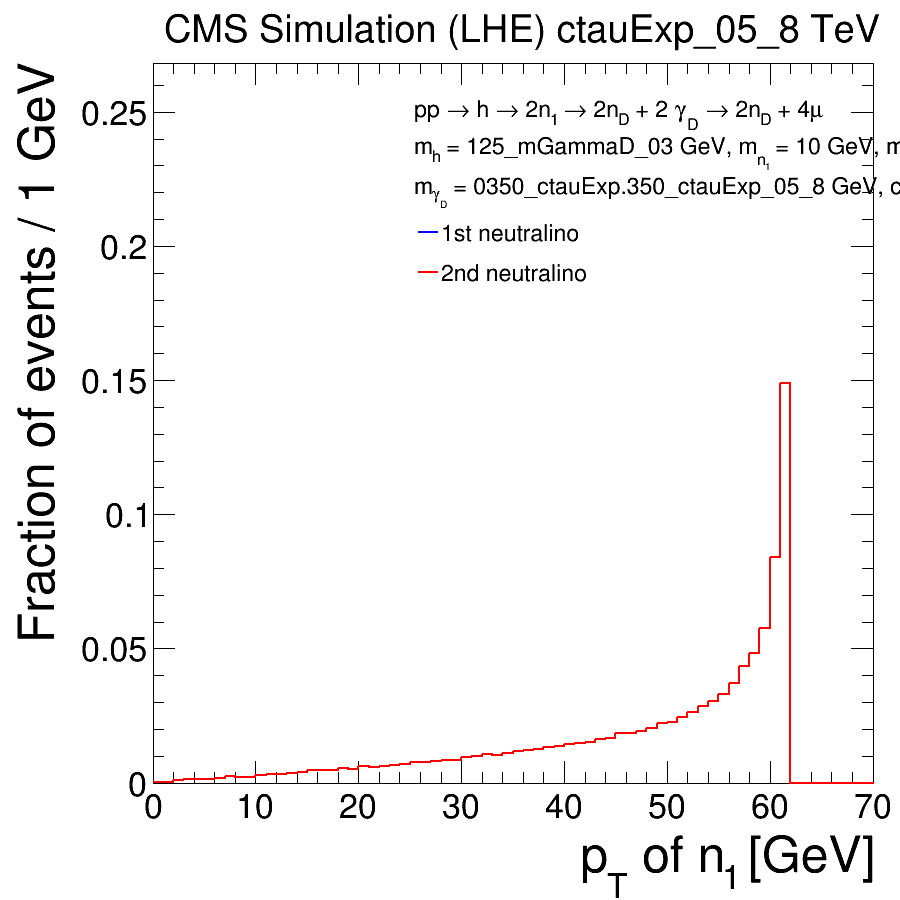 CMS Simulation (LHE) ctauExp_05_8 TeV
Fraction of events / 1 GeV
0.25
0.2
0.15
0.1
0.05
0
pp → h → 2n1 → 2nD + 2 γD → 2nD + 4μ
mh = 125_mGammaD_03 GeV, mn1 = 10 GeV, m
mγD = 0350_ctauExp.350_ctauExp_05_8 GeV, c
1st neutralino
2nd neutralino
0 10 20 30 40 50 60 70
pT of n1 [GeV]